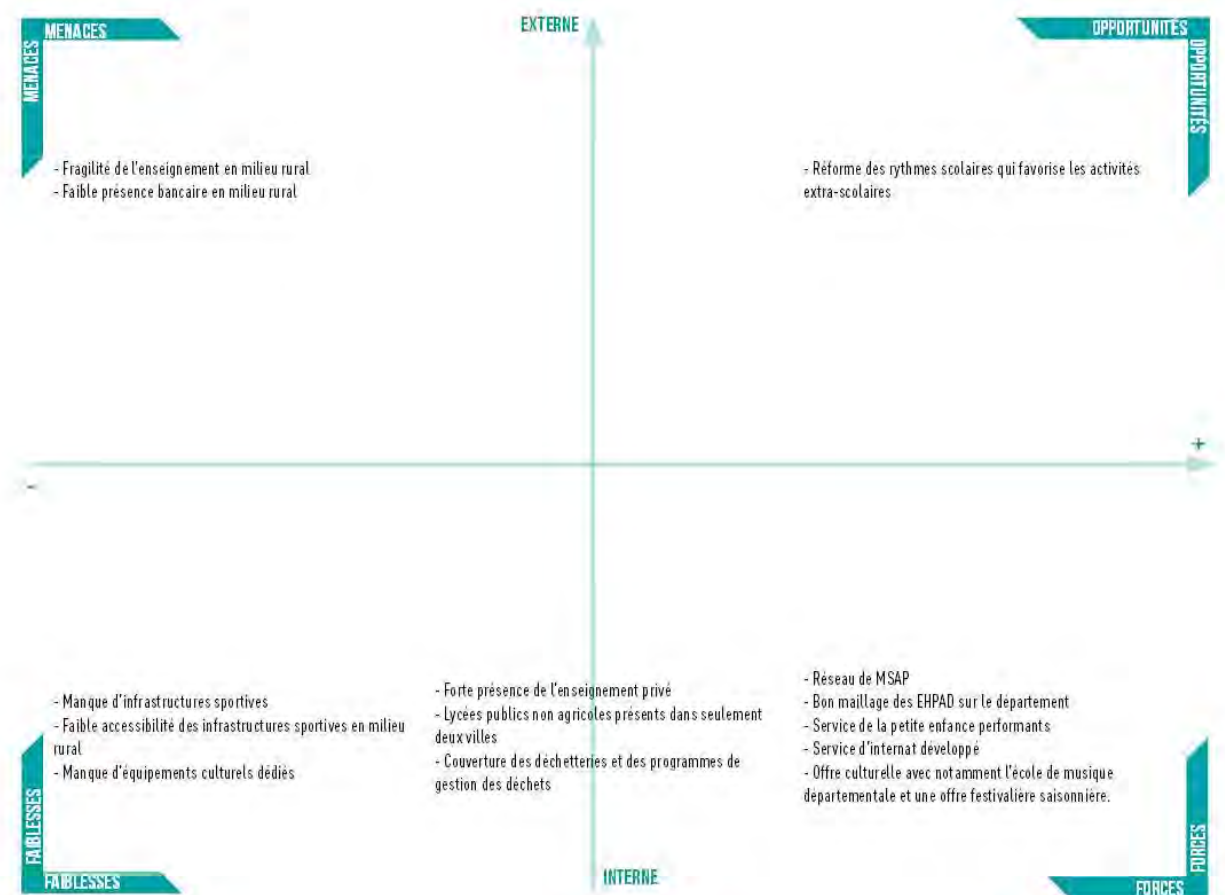 MENACES
MENACES
EXTERNE
OPPORTUNITÉS
OPPORTUNITÉS
- Fragilité de l'enseignement en milieu rural
- Faible présence bancaire en milieu rural
- Réforme des rythmes scolaires qui favorise les activités
extra-scolaires
+
-
- Manque d'infrastructures sportives
- Faible accessibilité des infrastructures sportives en milieu
rural
- Manque d'équipements culturels dédiés
- Forte présence de l'enseignement privé
- Lycées publics non agricoles présents dans seulement
deux villes
- Couverture des déchetteries et des programmes de
gestion des déchets
- Réseau de MSAP
- Bon maillage des EHPAD sur le département
- Service de la petite enfance performants
- Service d'internat développé
- Offre culturelle avec notamment l'école de musique
départementale et une offre festivalière saisonnière.
FAIBLESSES
FAIBLESSES
INTERNE
FORCES
FORCES